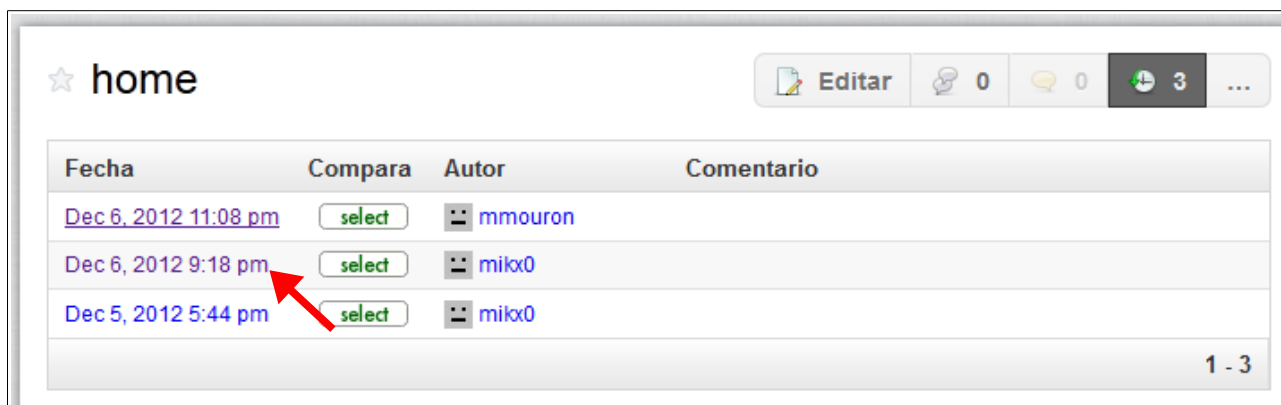 home
Editar 0 0 3 ...
Fecha Compara Autor Comentario
Dec 6, 2012 11:08 pm select mmouron
Dec 6, 2012 9:18 pm select mikx0
Dec 5, 2012 5:44 pm select mikx0
1 - 3